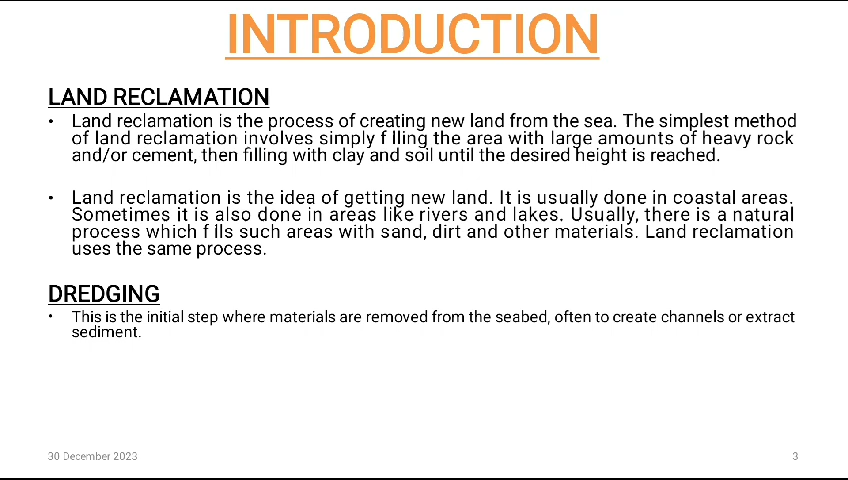 INTRODUCTION
LAND RECLAMATION
• Land reclamation is the process of creating new land from the sea. The simplest method
of land reclamation involves simply f lling the area with large amounts of heavy rock
and/or cement, then filling with clay and soil until the desired height is reached.
• Land reclamation is the idea of getting new land. It is usually done in coastal areas.
Sometimes it is also done in areas like rivers and lakes. Usually, there is a natural
process which f ills such areas with sand, dirt and other materials. Land reclamation
uses the same process.
DREDGING
• This is the initial step where materials are removed from the seabed, often to create channels or extract
sediment.
30 December 2023
3